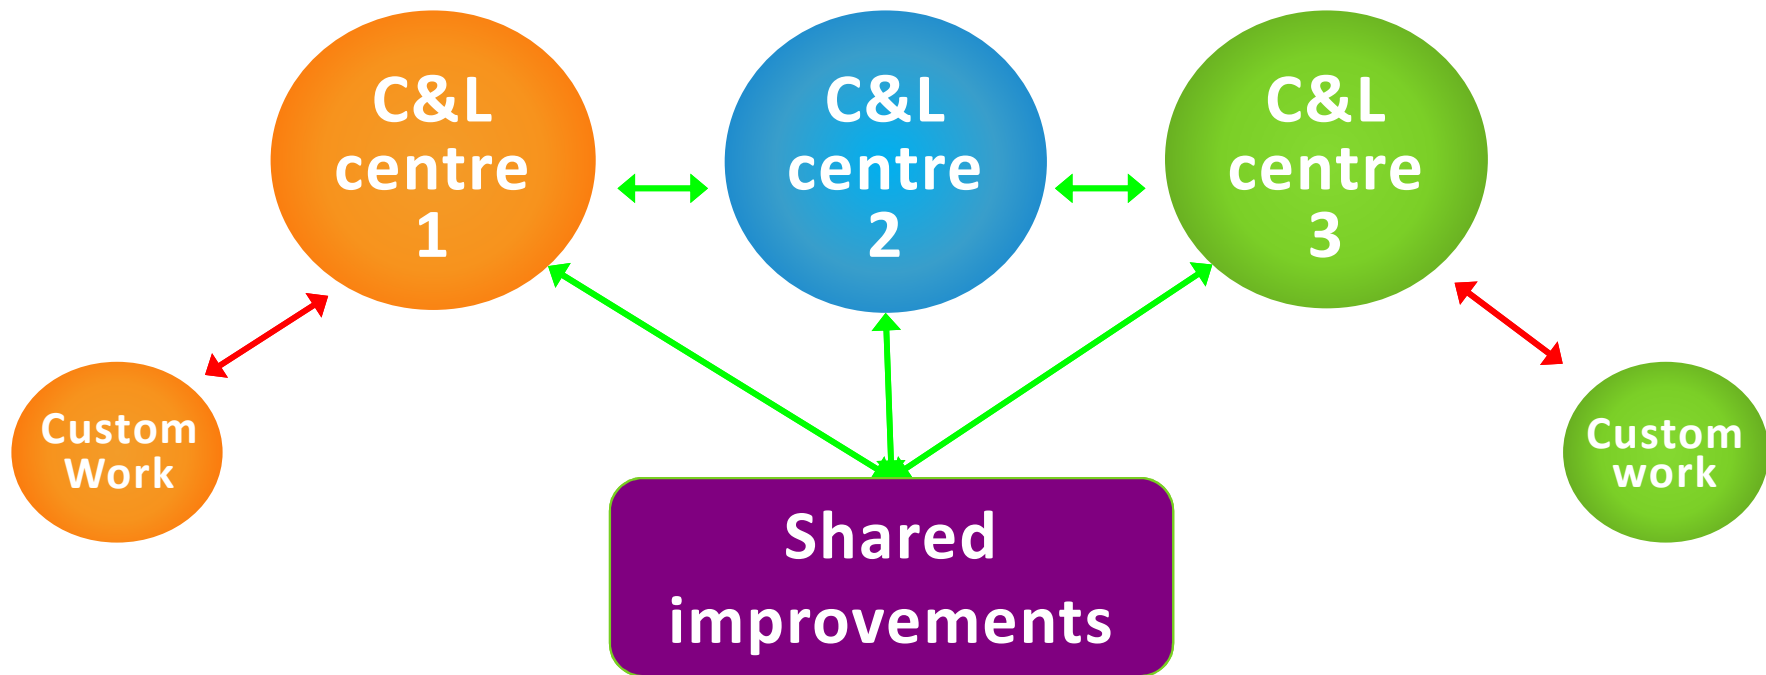 C&L
centre
1
C&L
centre
2
C&L
centre
3
Custom
Work
Custom
work
Shared
improvements